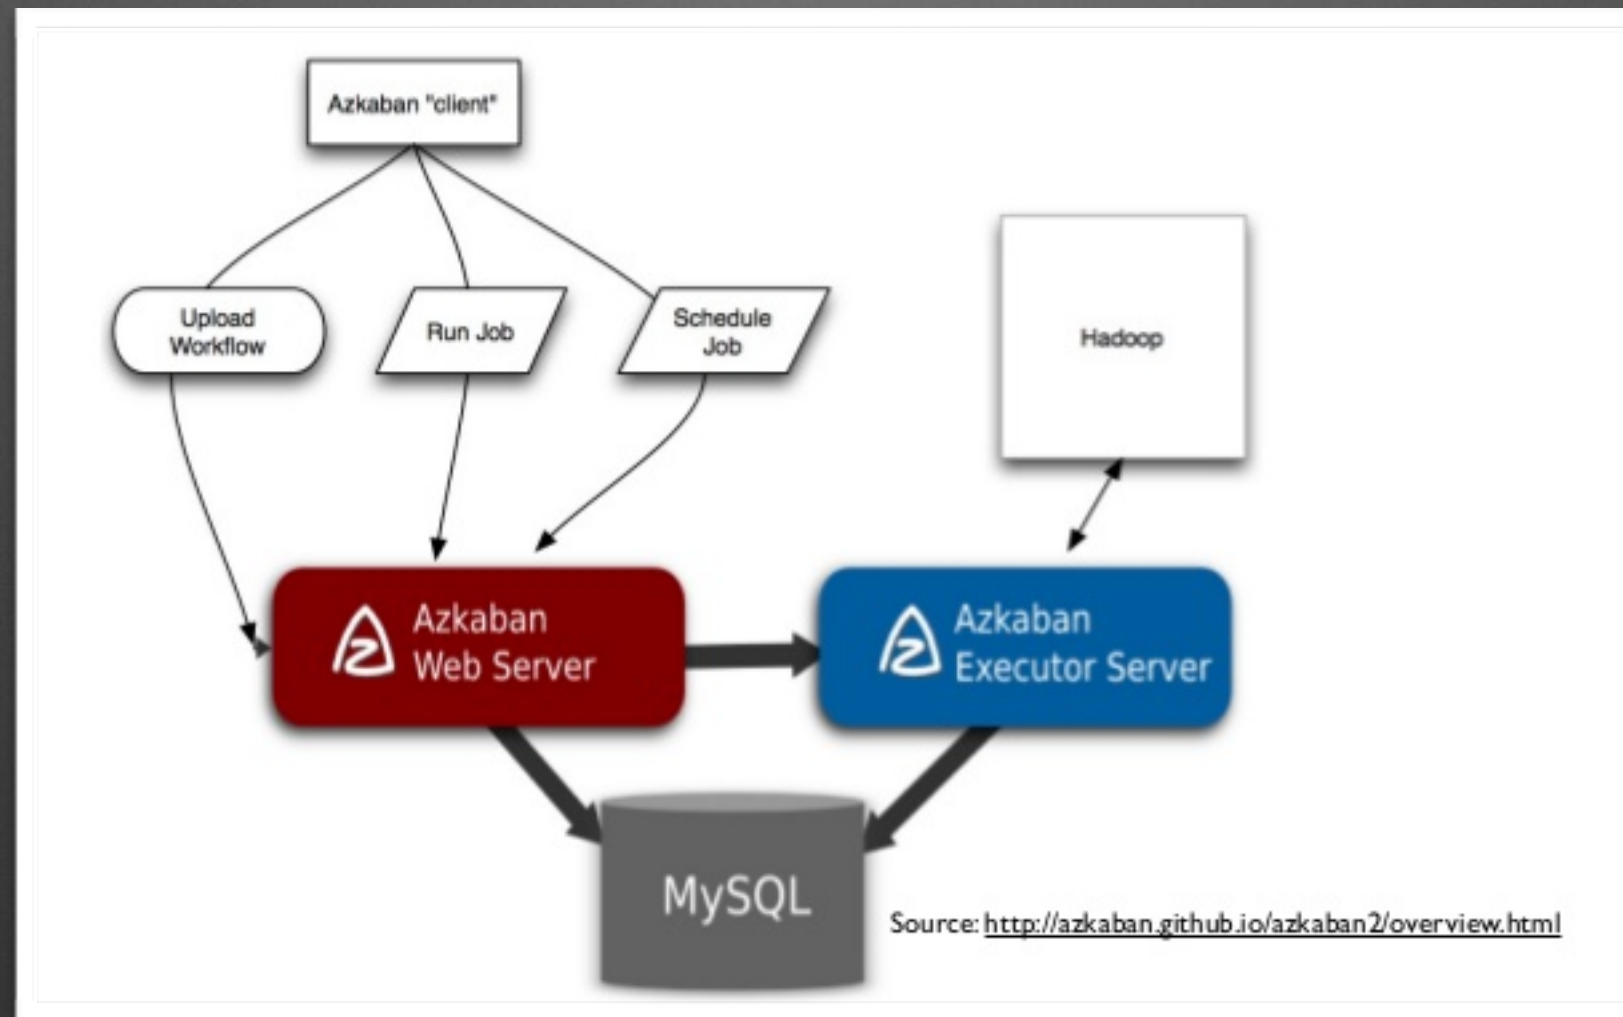 Azkaban "client"
Upload
Workflow
Run Job
Schedule
Job
Hadoop
Azkaban
Web Server
Azkaban
Executor Server
MySQL
Source: http://azkaban.github.io/azkaban2/overview.html